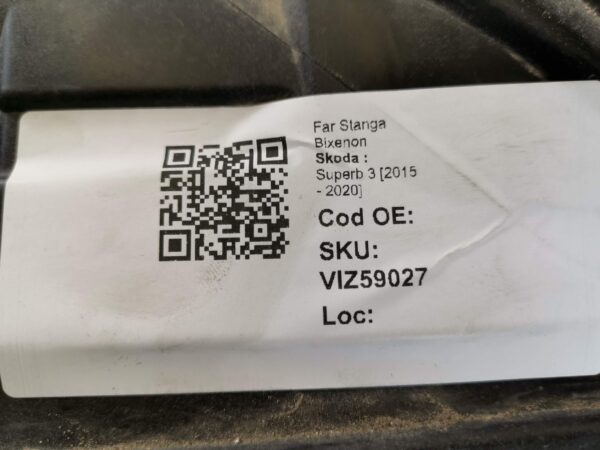 Far Stanga
Bixenon
Skoda :
Superb 3 [2015
- 2020]
Cod OE:
SKU:
VIZ59027
Loc: